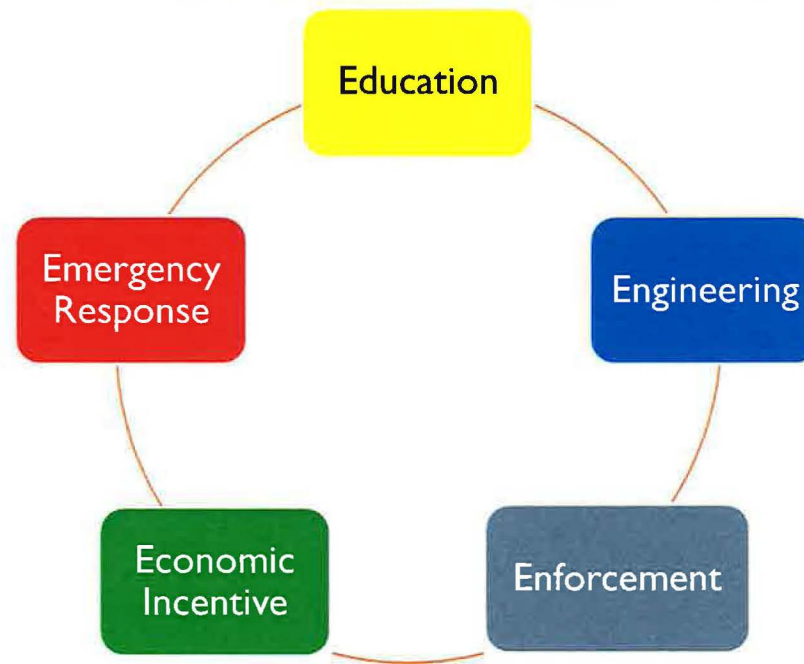 Education
Engineering
Enforcement
Economic
Incentive
Emergency
Response